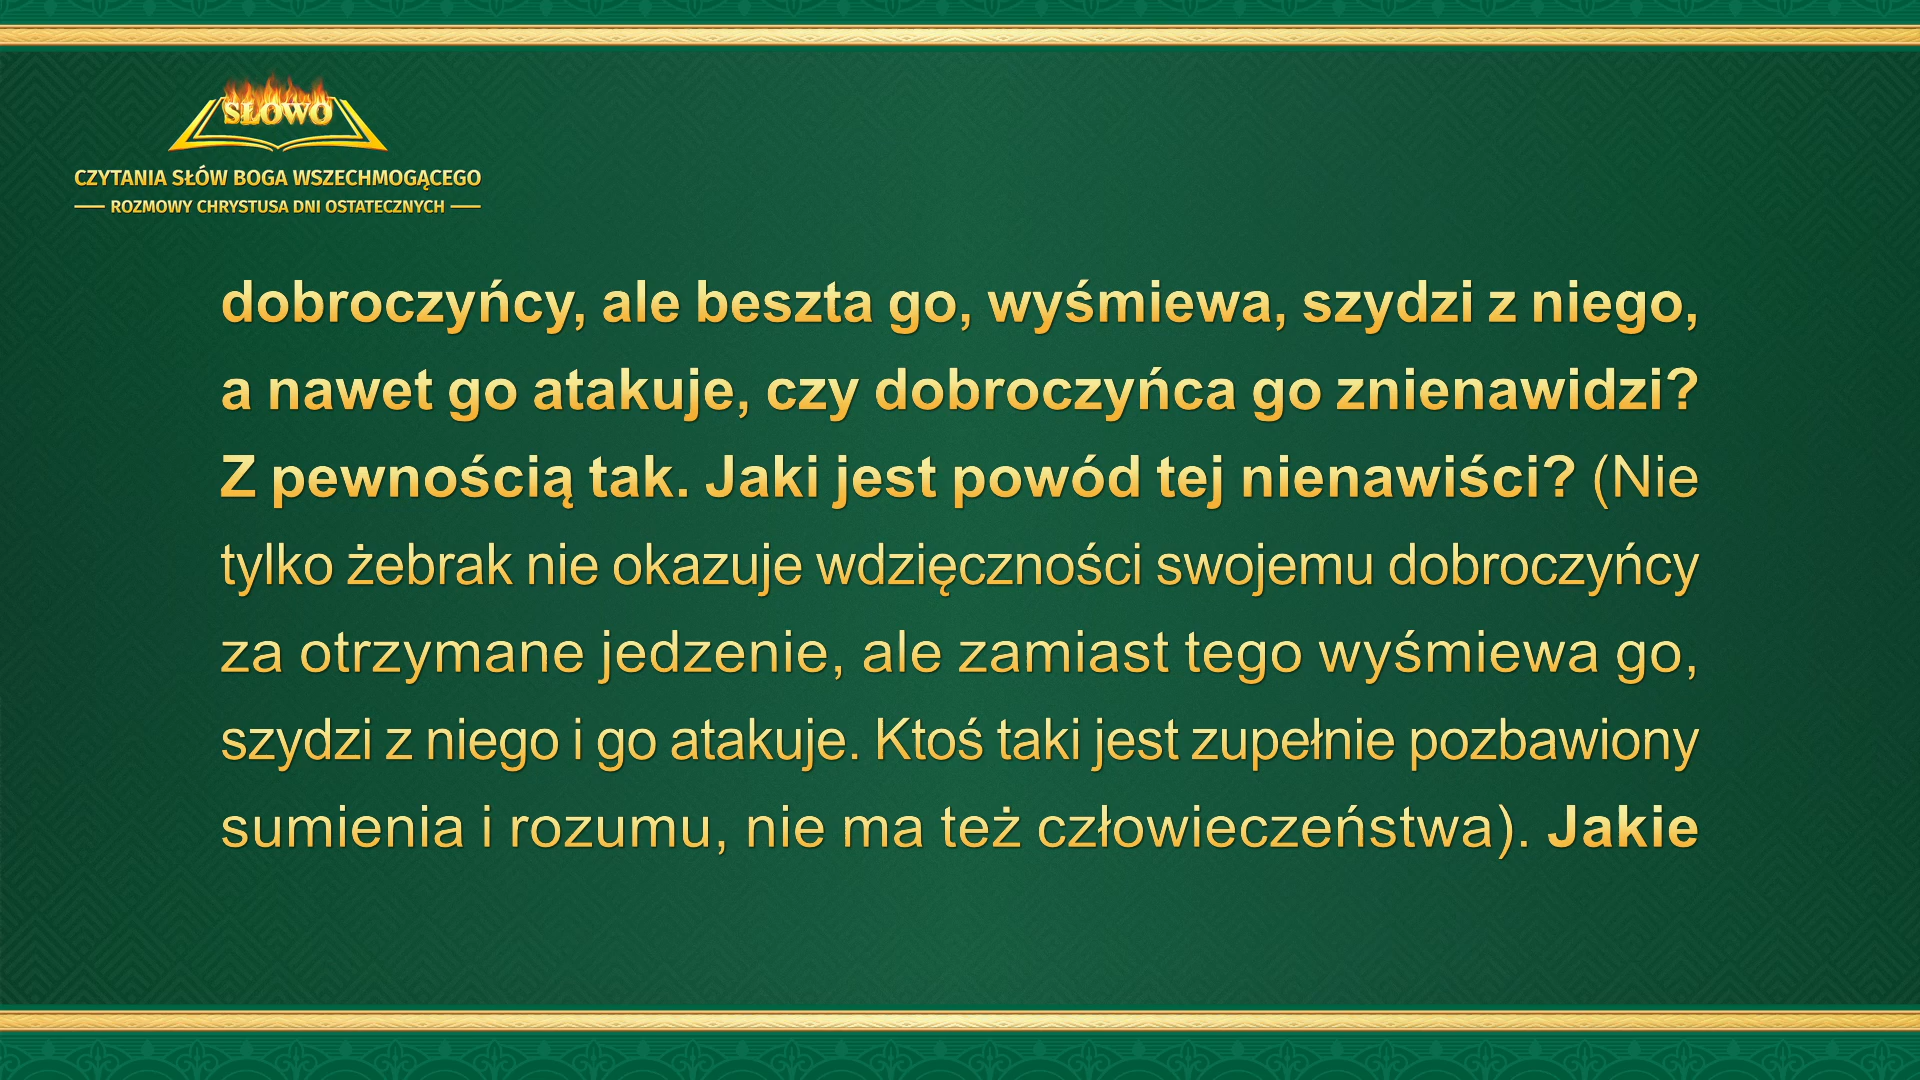 SŁOWO
CZYTANIA SŁÓW BOGA WSZECHMOGĄCEGO
ROZMOWY CHRYSTUSA DNI OSTATECZNYCH
dobroczyńcy, ale beszta go, wyśmiewa, szydzi z niego,
a nawet go atakuje, czy dobroczyńca go znienawidzi?
Z pewnością tak. Jaki jest powód tej nienawiści? (Nie
tylko żebrak nie okazuje wdzięczności swojemu dobroczyńcy
za otrzymane jedzenie, ale zamiast tego wyśmiewa go,
szydzi z niego i go atakuje. Ktoś taki jest zupełnie pozbawiony
sumienia i rozumu, nie ma też człowieczeństwa). Jakie